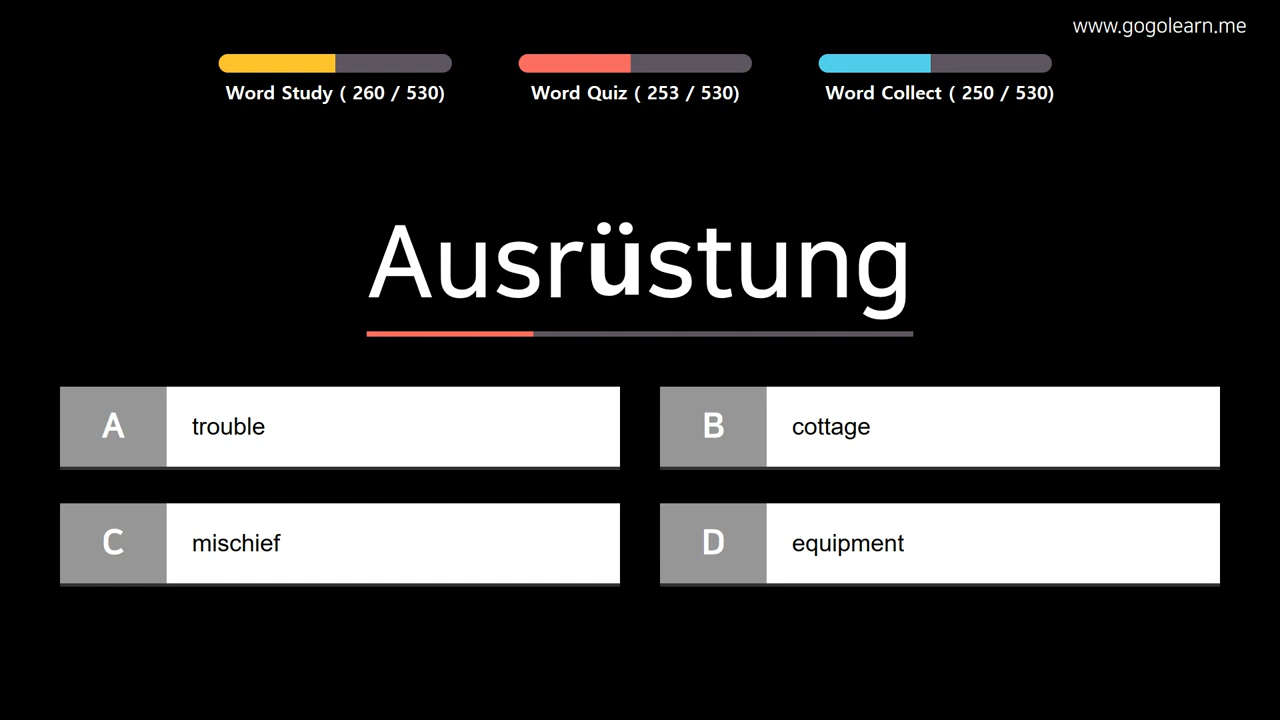 www.gogolearn.me
Word Study ( 260 / 530)
Word Quiz ( 253 / 530)
Word Collect ( 250 / 530)
Ausrüstung
A trouble
B cottage
C mischief
D equipment